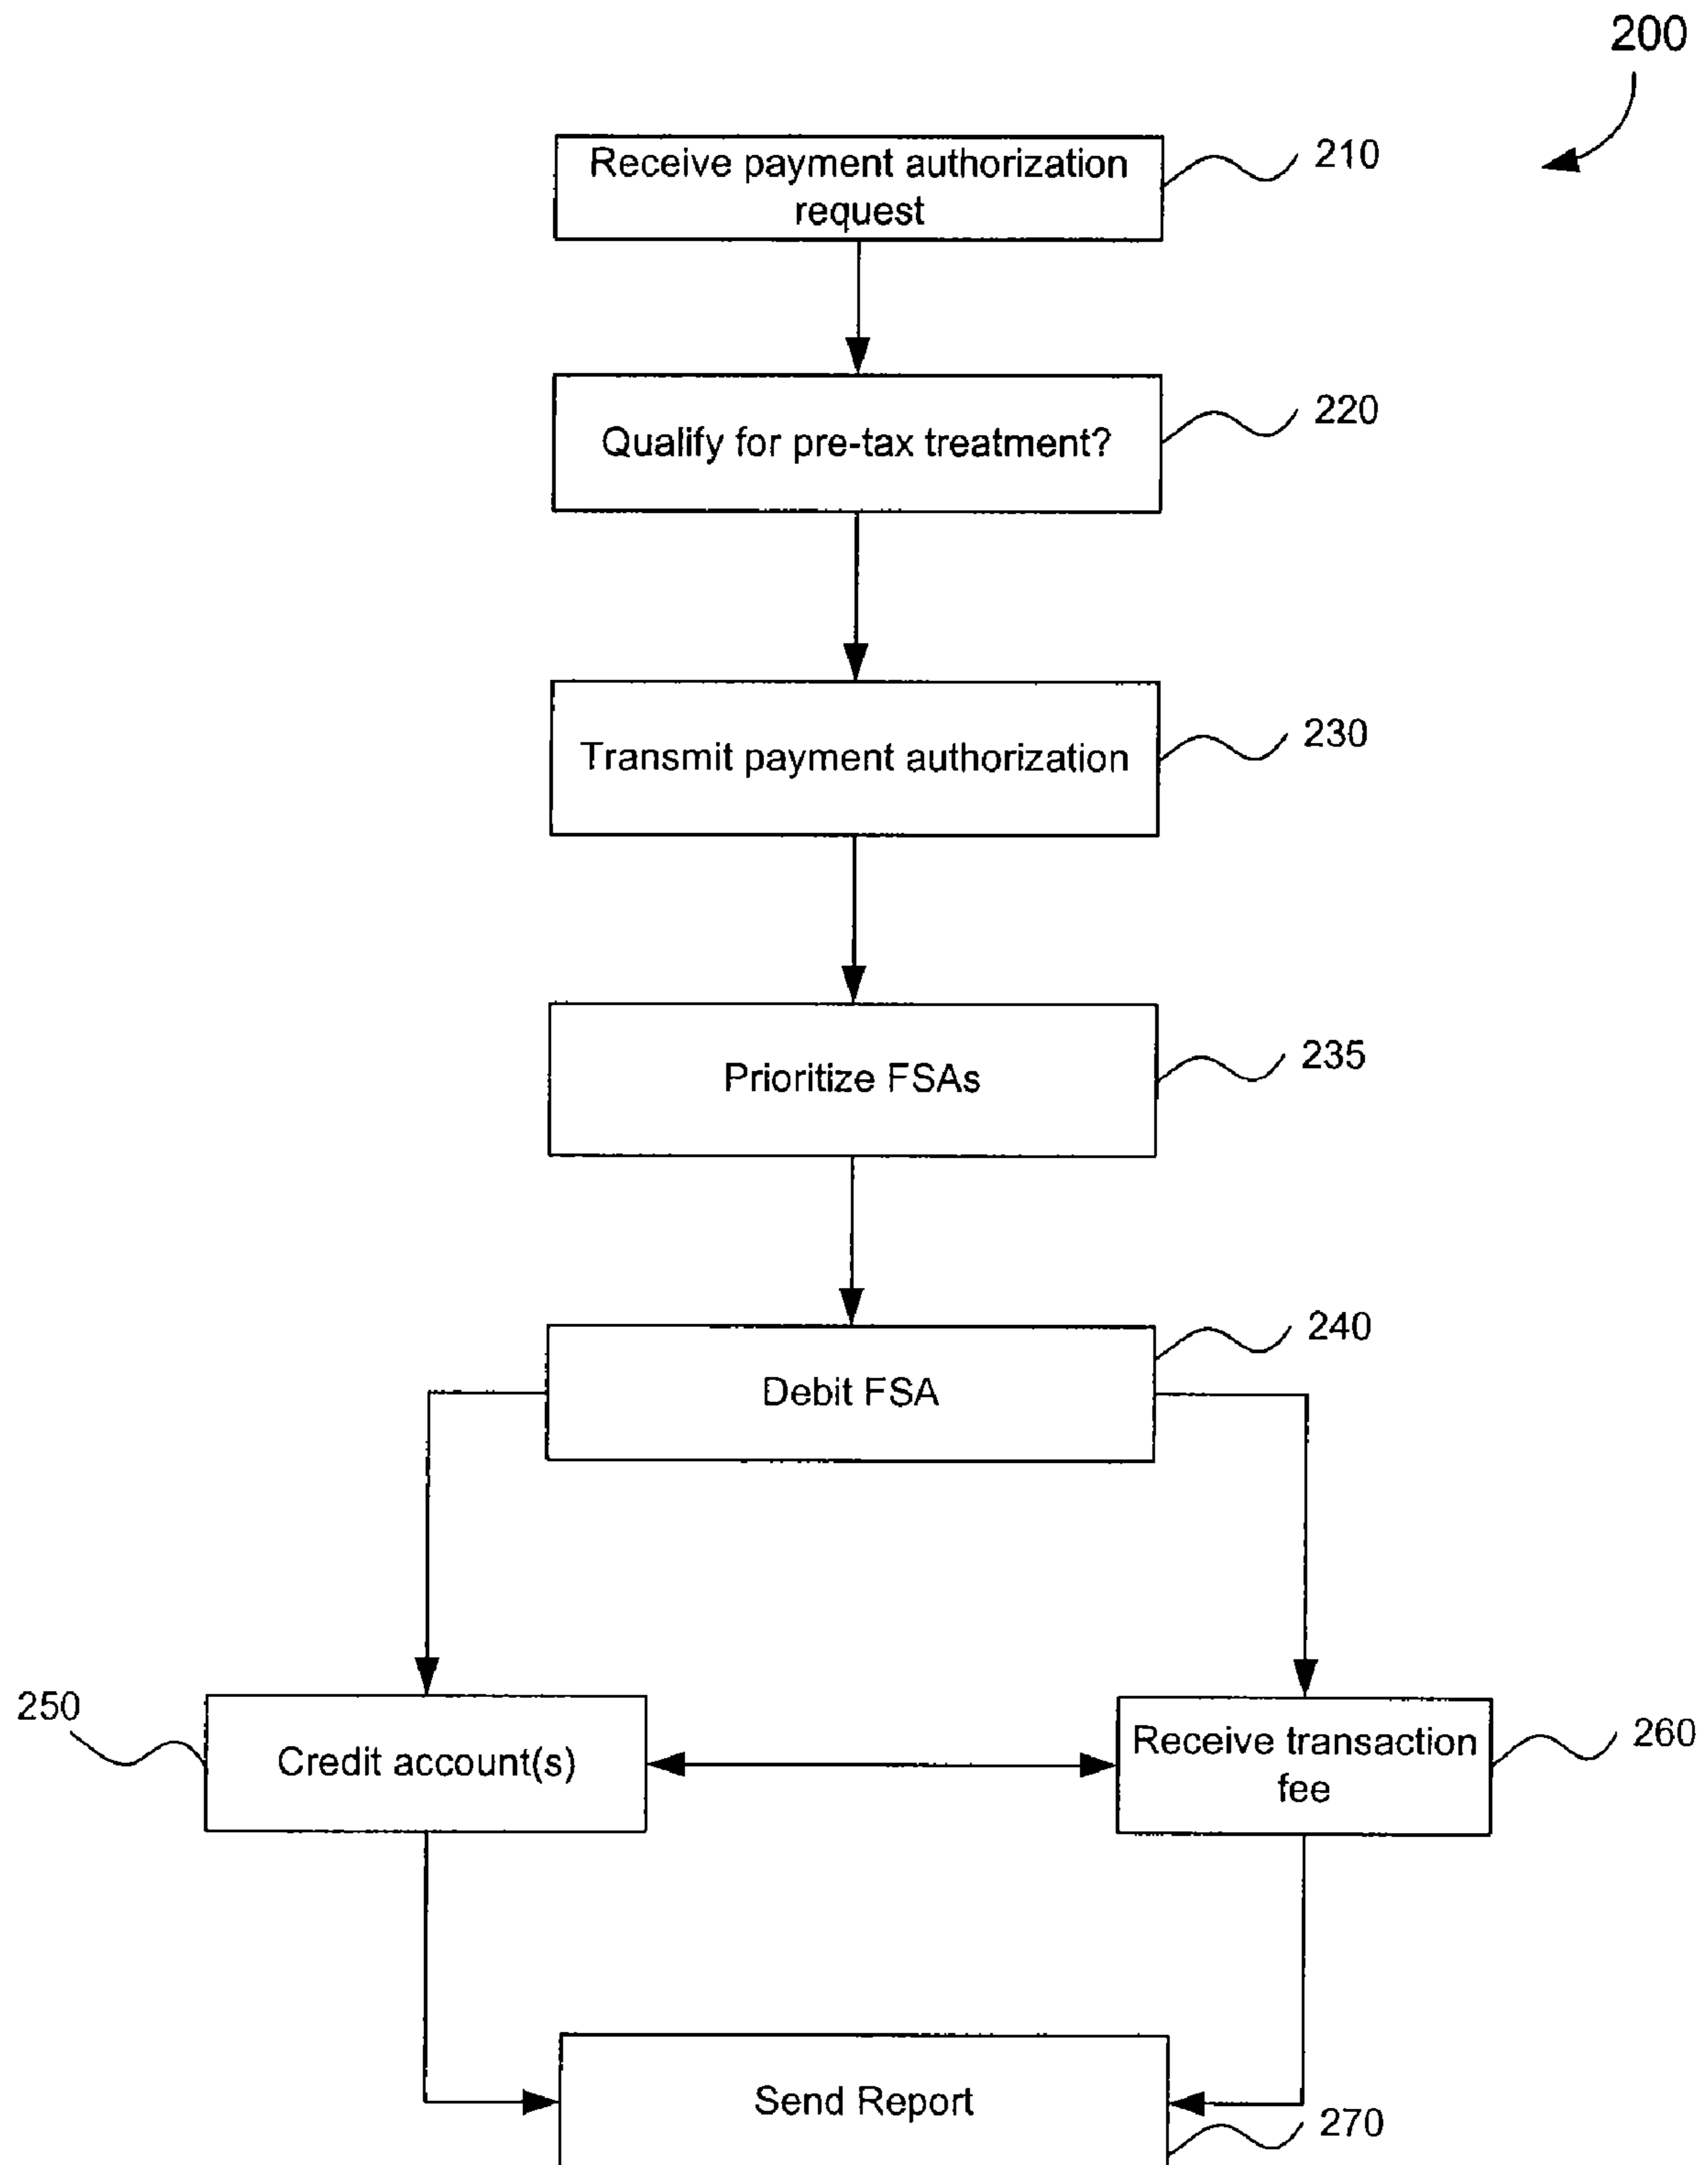 200
Receive payment authorization
request
210
Qualify for pre-tax treatment?
220
Transmit payment authorization
230
Prioritize FSAs
235
Debit FSA
240
250
Credit account(s)
Receive transaction
fee
260
Send Report
270